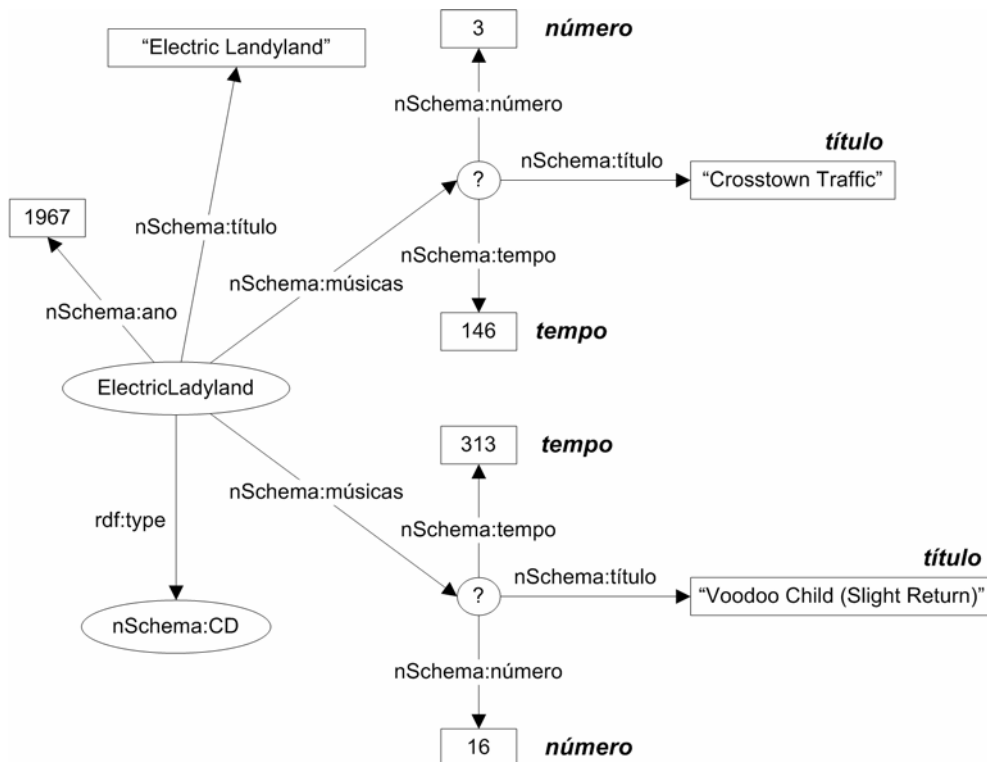 3 número
“Electric Landyland”
nSchema:número
título
nSchema:título
“Crosstown Traffic”
?
1967
nSchema:título
nSchema:tempo
nSchema:músicas
nSchema:ano
146 tempo
ElectricLadyland
313 tempo
nSchema:músicas
rdf:type
nSchema:tempo
título
nSchema:título
?
“Voodoo Child (Slight Return)”
nSchema:CD
nSchema:número
16 número